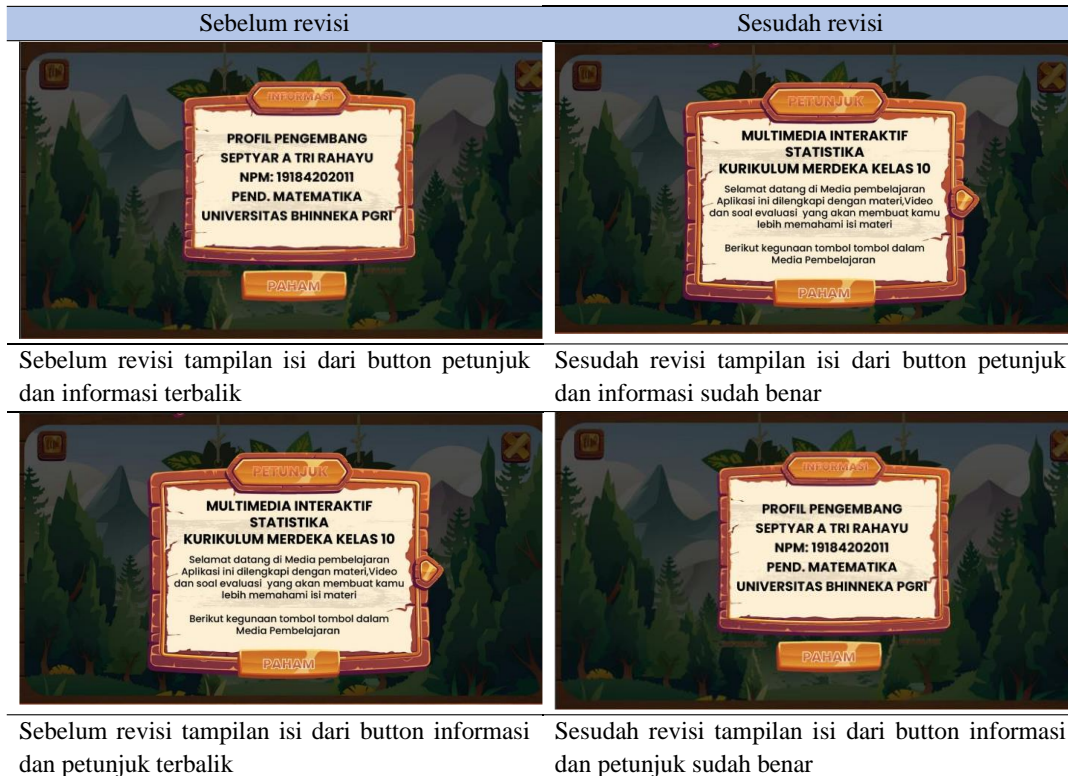 Sebelum revisi
Sesudah revisi
INFORMASI
PROFIL PENGEMBANG
SEPTYAR A TRI RAHAYU
NPM: 19184202011
PEND. MATEMATIKA
UNIVERSITAS BHINNEKA PGRI
PAHAM
PETUNJUK
MULTIMEDIA INTERAKTIF
STATISTIKA
KURIKULUM MERDEKA KELAS 10
Selamat datang di Media pembelajaran
Aplikasi ini dilengkapi dengan materi,Video
dan soal evaluasi yang akan membuat kamu
lebih memahami isi materi
Berikut kegunaan tombol tombol dalam
Media Pembelajaran
PAHAM
Sebelum revisi tampilan isi dari button petunjuk
dan informasi terbalik
Sesudah revisi tampilan isi dari button petunjuk
dan informasi sudah benar
PETUNJUK
MULTIMEDIA INTERAKTIF
STATISTIKA
KURIKULUM MERDEKA KELAS 10
Selamat datang di Media pembelajaran
Aplikasi ini dilengkapi dengan materi,Video
dan soal evaluasi yang akan membuat kamu
lebih memahami isi materi
Berikut kegunaan tombol tombol dalam
Media Pembelajaran
PAHAM
INFORMASI
PROFIL PENGEMBANG
SEPTYAR A TRI RAHAYU
NPM: 19184202011
PEND. MATEMATIKA
UNIVERSITAS BHINNEKA PGRI
PAHAM
Sebelum revisi tampilan isi dari button informasi
dan petunjuk terbalik
Sesudah revisi tampilan isi dari button informasi
dan petunjuk sudah benar